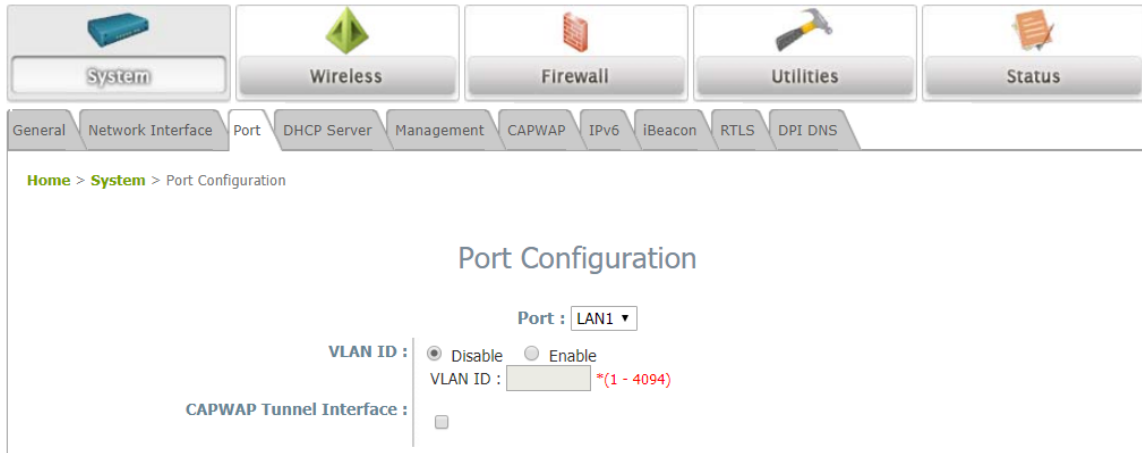 System Wireless Firewall Utilities Status
General Network Interface Port DHCP Server Management CAPWAP IPv6 iBeacon RTLS DPI DNS
Home > System > Port Configuration
Port Configuration
Port : LAN1
VLAN ID : Disable Enable
VLAN ID : *(1 - 4094)
CAPWAP Tunnel Interface :